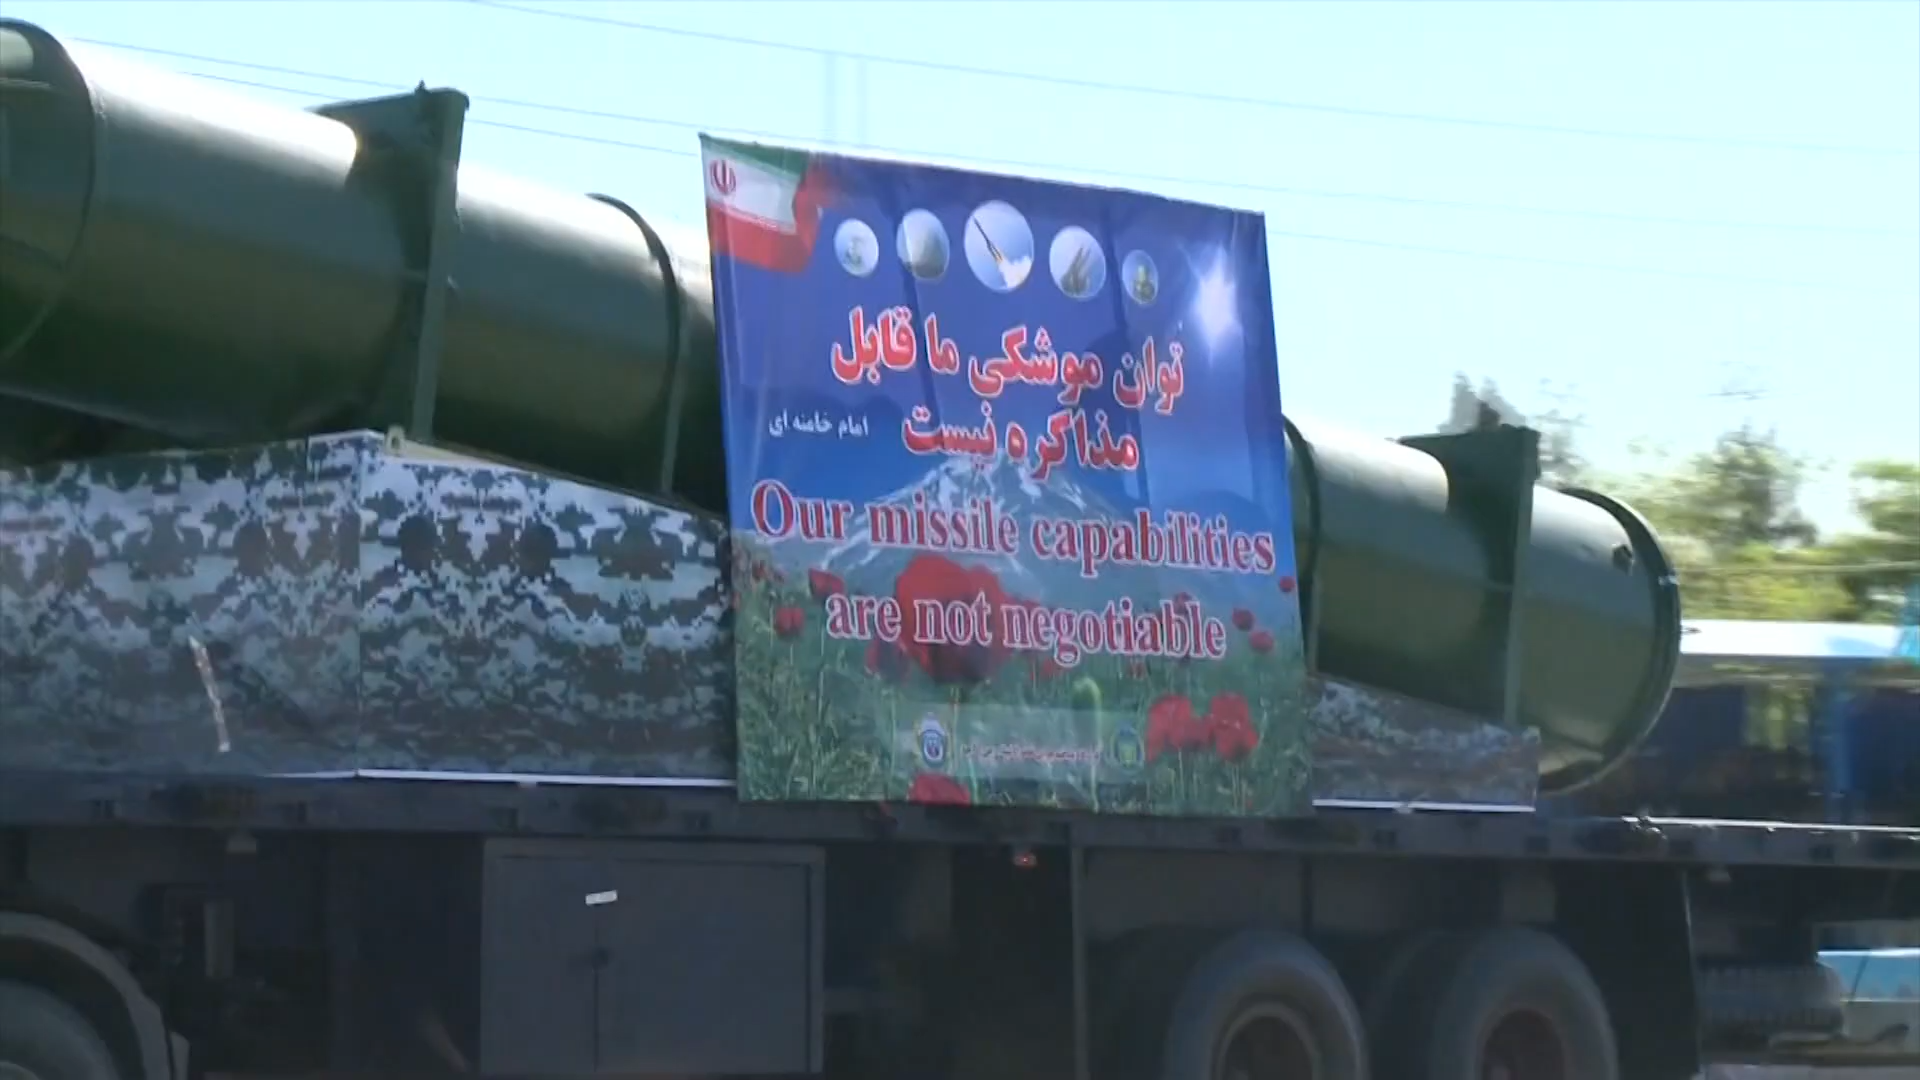 توان موشکی ما قابل
مذاکره نیست
امام خامنه ای
Our missile capabilities
are not negotiable